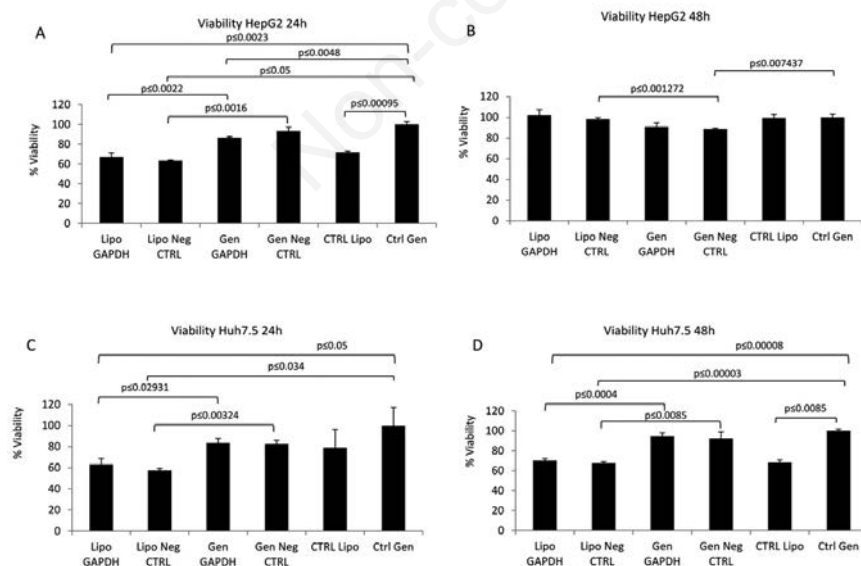 Non-co
Viability HepG2 24h
A
p≤0.0023
p≤0.0048
p≤0.05
p≤0.0022
p≤0.0016
p≤0.00095
% Viability
120
100
80
60
40
20
0
Lipo GAPDH
Lipo Neg CTRL
Gen GAPDH
Gen Neg CTRL
CTRL Lipo
Ctrl Gen
Viability HepG2 48h
B
p≤0.007437
p≤0.001272
% Viability
120
100
80
60
40
20
0
Lipo GAPDH
Lipo Neg CTRL
Gen GAPDH
Gen Neg CTRL
CTRL Lipo
Ctrl Gen
Viability Huh7.5 24h
C
p≤0.05
p≤0.034
p≤0.02931
p≤0.00324
% Viability
120
100
80
60
40
20
0
Lipo GAPDH
Lipo Neg CTRL
Gen GAPDH
Gen Neg CTRL
CTRL Lipo
Ctrl Gen
Viability Huh7.5 48h
D
p≤0.00008
p≤0.00003
p≤0.0004
p≤0.0085
p≤0.0085
% Viability
120
100
80
60
40
20
0
Lipo GAPDH
Lipo Neg CTRL
Gen GAPDH
Gen Neg CTRL
CTRL Lipo
Ctrl Gen